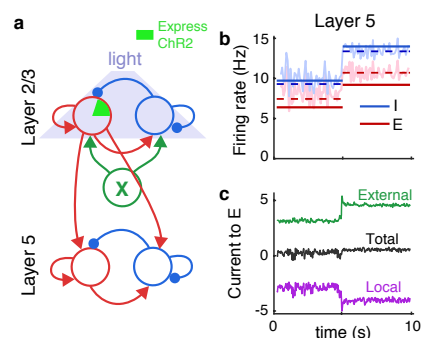 a
Express
ChR2
light
Layer 2/3
X
Layer 5
b
Layer 5
Firing rate (Hz)
15
10
5
0
I
E
c
Current to E
5
0
-5
External
Total
Local
0
10
time (s)